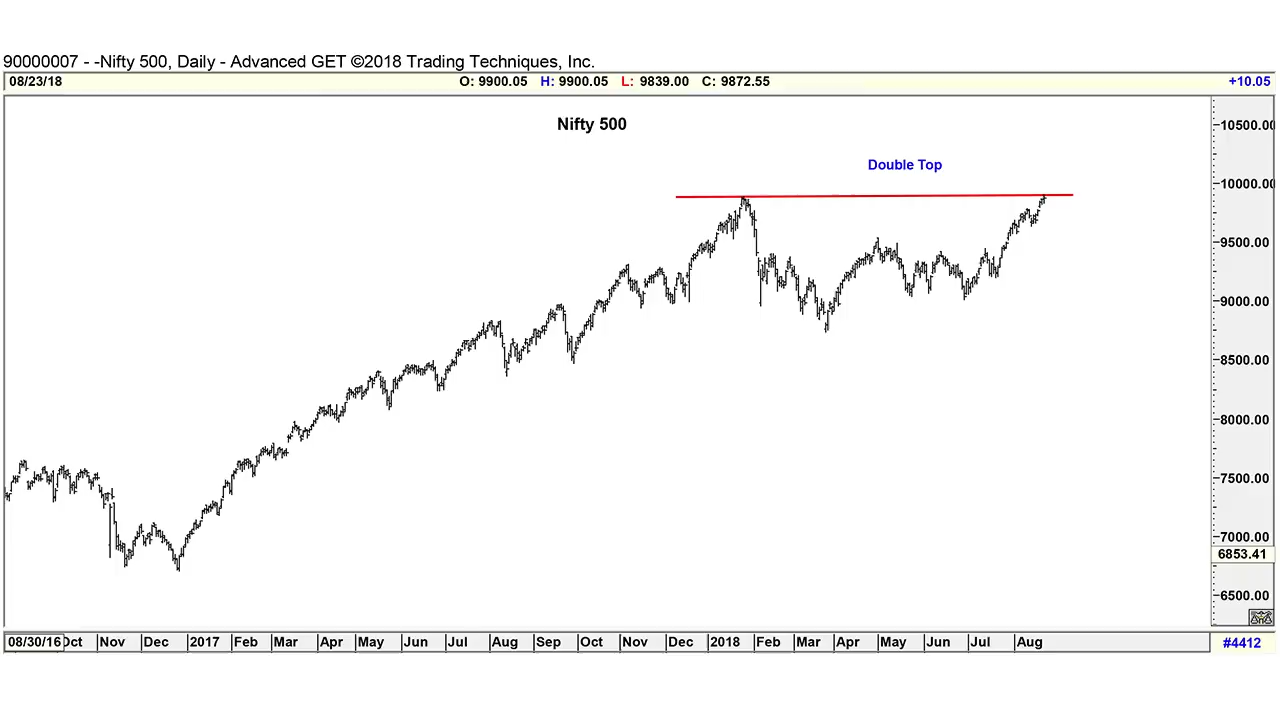 90000007 - -Nifty 500, Daily - Advanced GET ©2018 Trading Techniques, Inc.
08/23/18 O: 9900.05 H: 9900.05 L: 9839.00 C: 9872.55 +10.05
Nifty 500
Double Top
10500.00
10000.00
9500.00
9000.00
8500.00
8000.00
7500.00
7000.00
6853.41
6500.00
08/30/16 Oct Nov Dec 2017 Feb Mar Apr May Jun Jul Aug Sep Oct Nov Dec 2018 Feb Mar Apr May Jun Jul Aug #4412